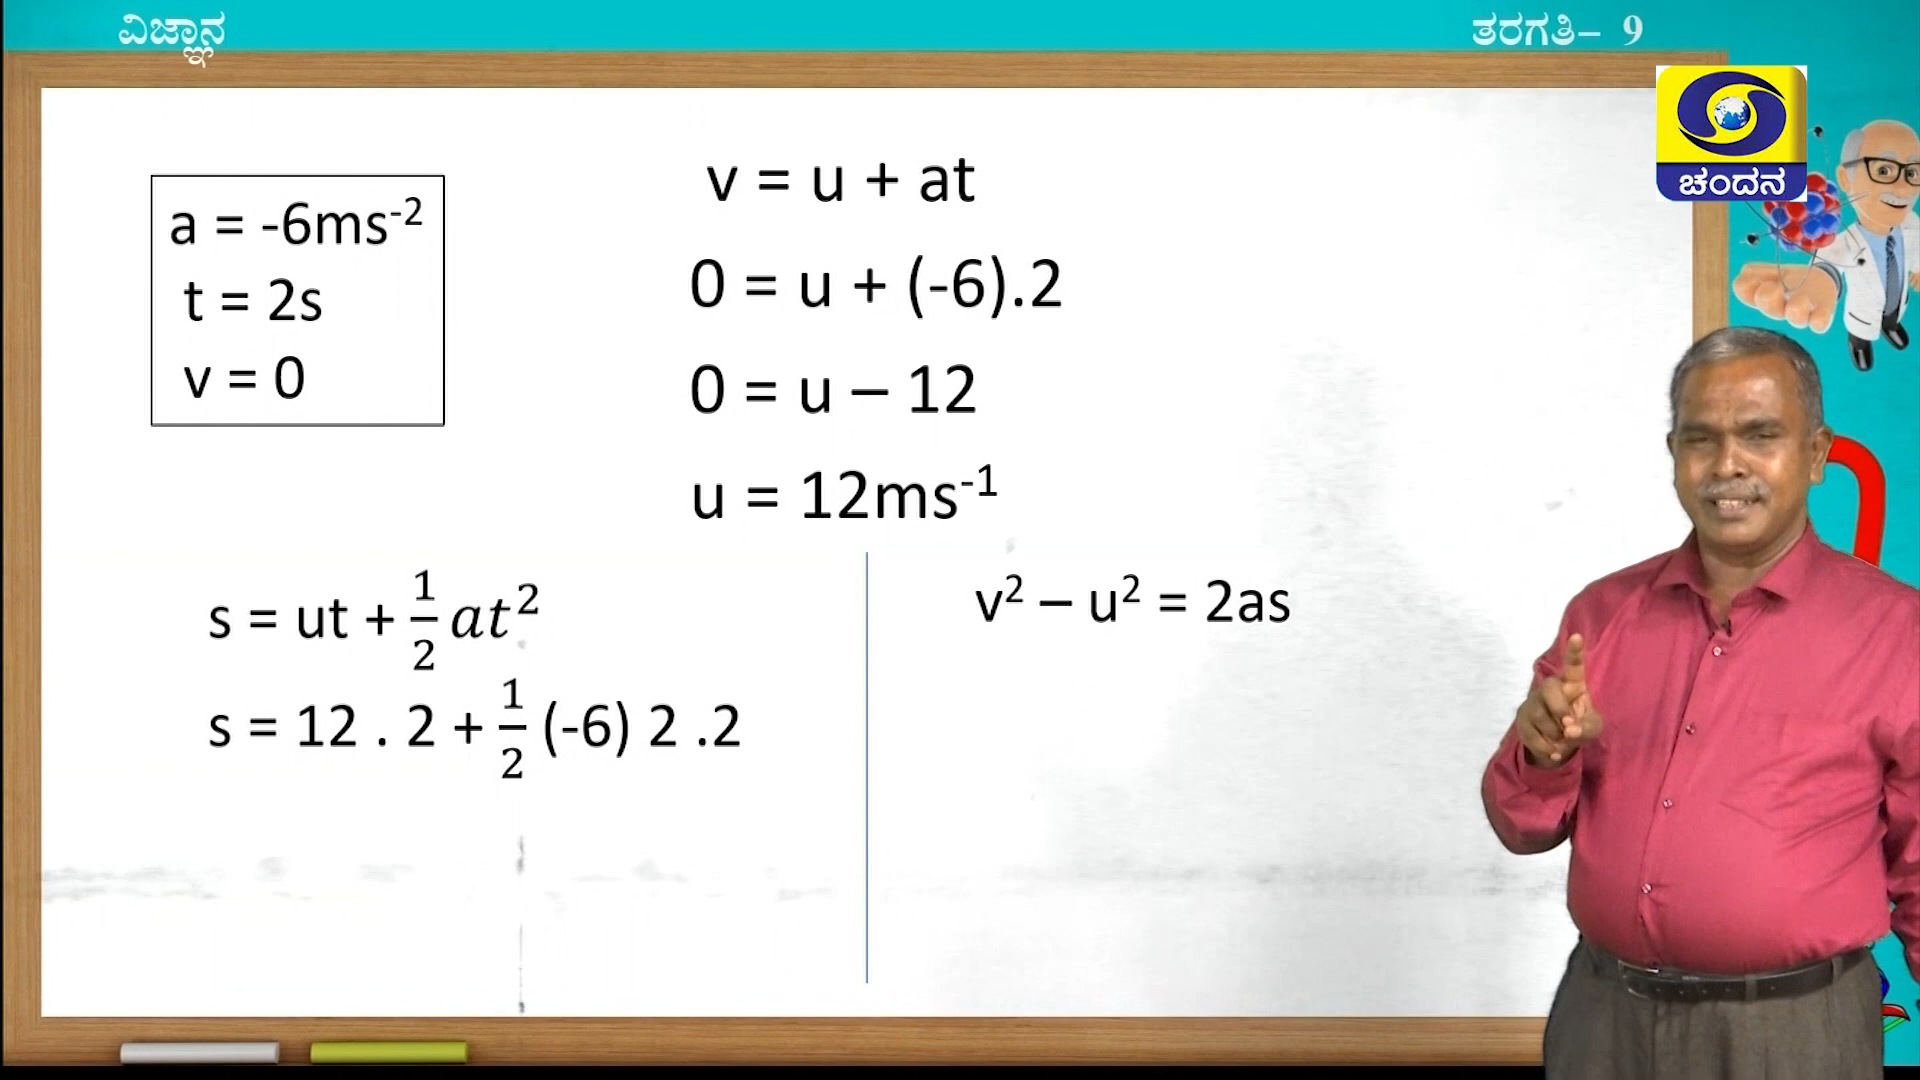 ವಿಜ್ಞಾನ
ತರಗತಿ– 9
ಚಂದನ
a = -6ms⁻²
t = 2s
v = 0
v = u + at
0 = u + (-6).2
0 = u – 12
u = 12ms⁻¹
s = ut + 1/2 at²
s = 12 . 2 + 1/2 (-6) 2 .2
v² – u² = 2as